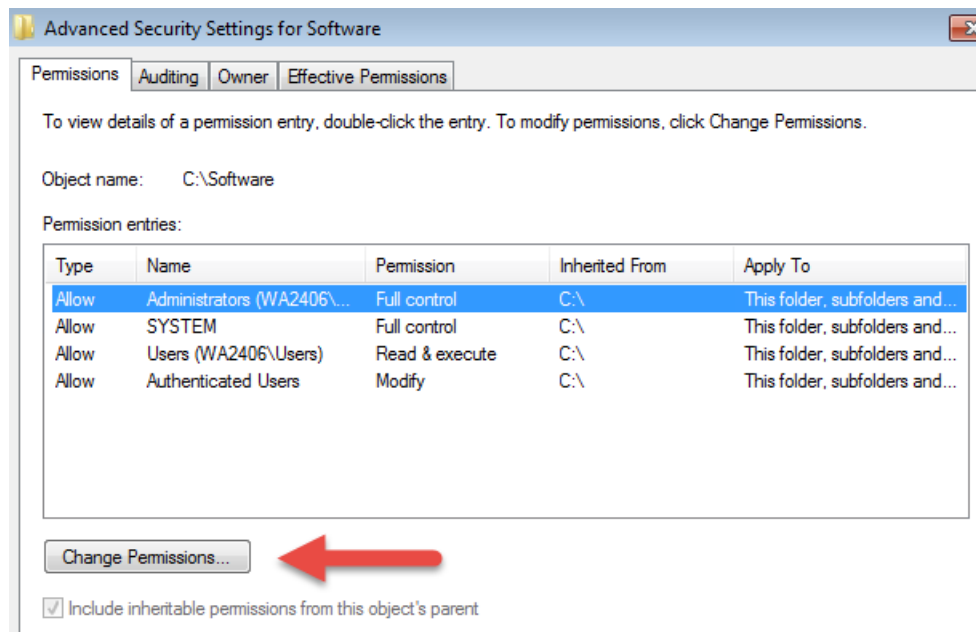 Advanced Security Settings for Software
Permissions Auditing Owner Effective Permissions
To view details of a permission entry, double-click the entry. To modify permissions, click Change Permissions.
Object name: C:\Software
Permission entries:
Type Name Permission Inherited From Apply To
Allow Administrators (WA2406\... Full control C:\ This folder, subfolders and...
Allow SYSTEM Full control C:\ This folder, subfolders and...
Allow Users (WA2406\Users) Read & execute C:\ This folder, subfolders and...
Allow Authenticated Users Modify C:\ This folder, subfolders and...
Change Permissions...
Include inheritable permissions from this object's parent